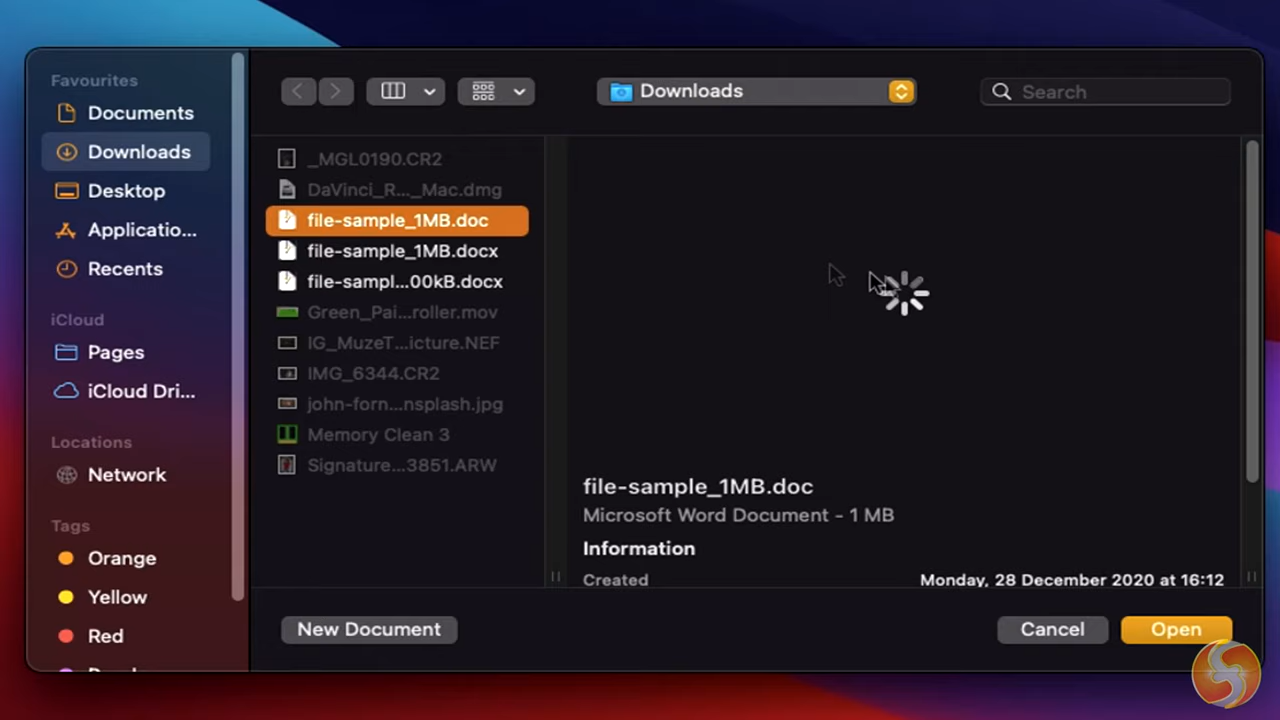 Favourites
Documents
Downloads
Desktop
Applicatio...
Recents
iCloud
Pages
iCloud Dri...
Locations
Network
Tags
Orange
Yellow
Red
Downloads
Search
_MGL0190.CR2
DaVinci_R..._Mac.dmg
file-sample_1MB.doc
file-sample_1MB.docx
file-sampl...00kB.docx
Green_Pai...roller.mov
IG_MuzeT...icture.NEF
IMG_6344.CR2
john-forn...nsplash.jpg
Memory Clean 3
Signature...3851.ARW
file-sample_1MB.doc
Microsoft Word Document - 1 MB
Information
Created Monday, 28 December 2020 at 16:12
New Document
Cancel
Open